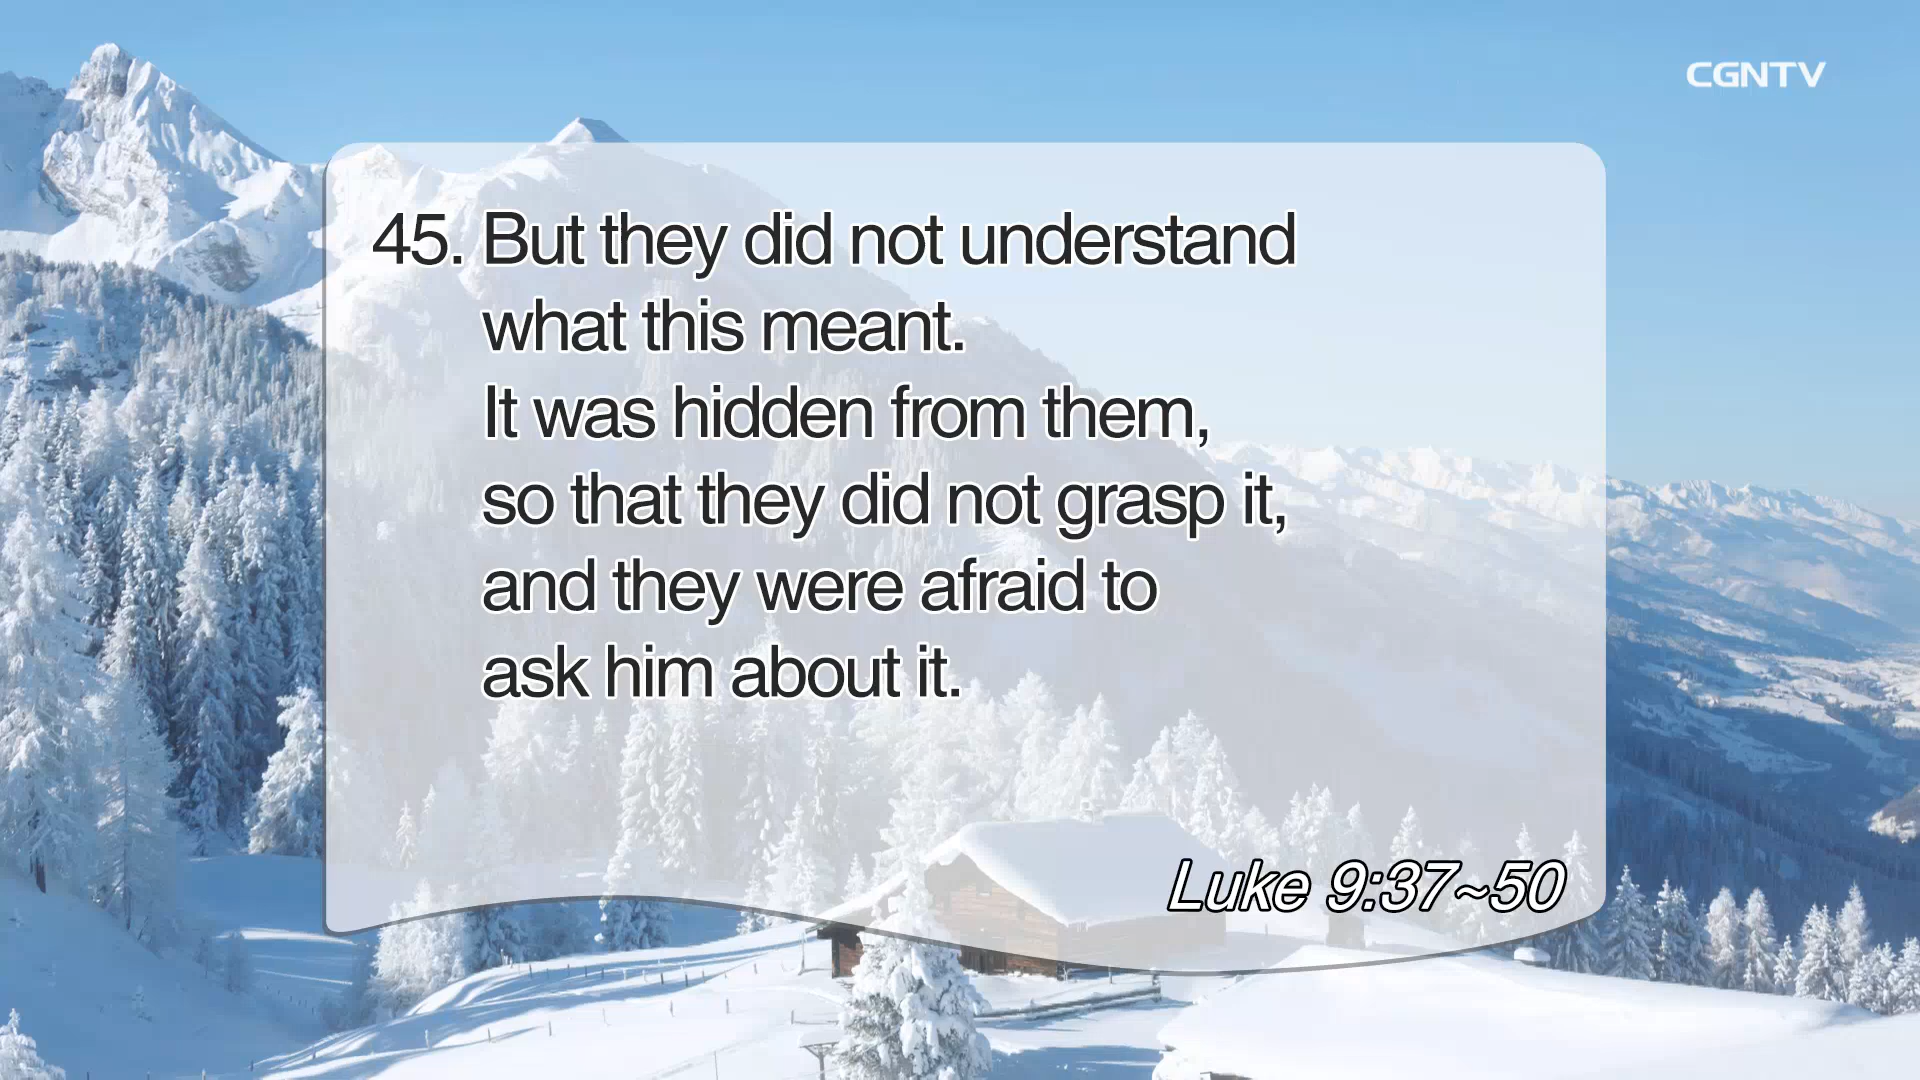 CGNTV
45. But they did not understand
what this meant.
It was hidden from them,
so that they did not grasp it,
and they were afraid to
ask him about it.
Luke 9:37~50